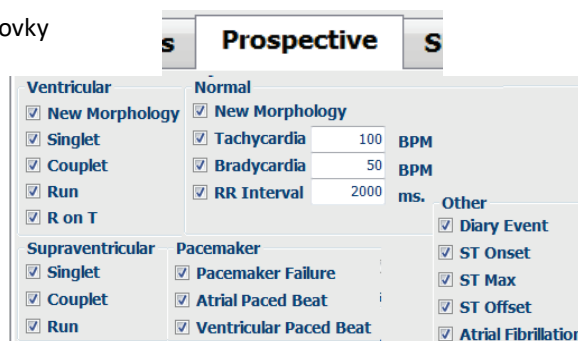 ovky
s Prospective S
Ventricular
New Morphology
Singlet
Couplet
Run
R on T
Normal
New Morphology
Tachycardia 100 BPM
Bradycardia 50 BPM
RR Interval 2000 ms.
Supraventricular
Singlet
Couplet
Run
Pacemaker
Pacemaker Failure
Atrial Paced Beat
Ventricular Paced Beat
Other
Diary Event
ST Onset
ST Max
ST Offset
Atrial Fibrillation